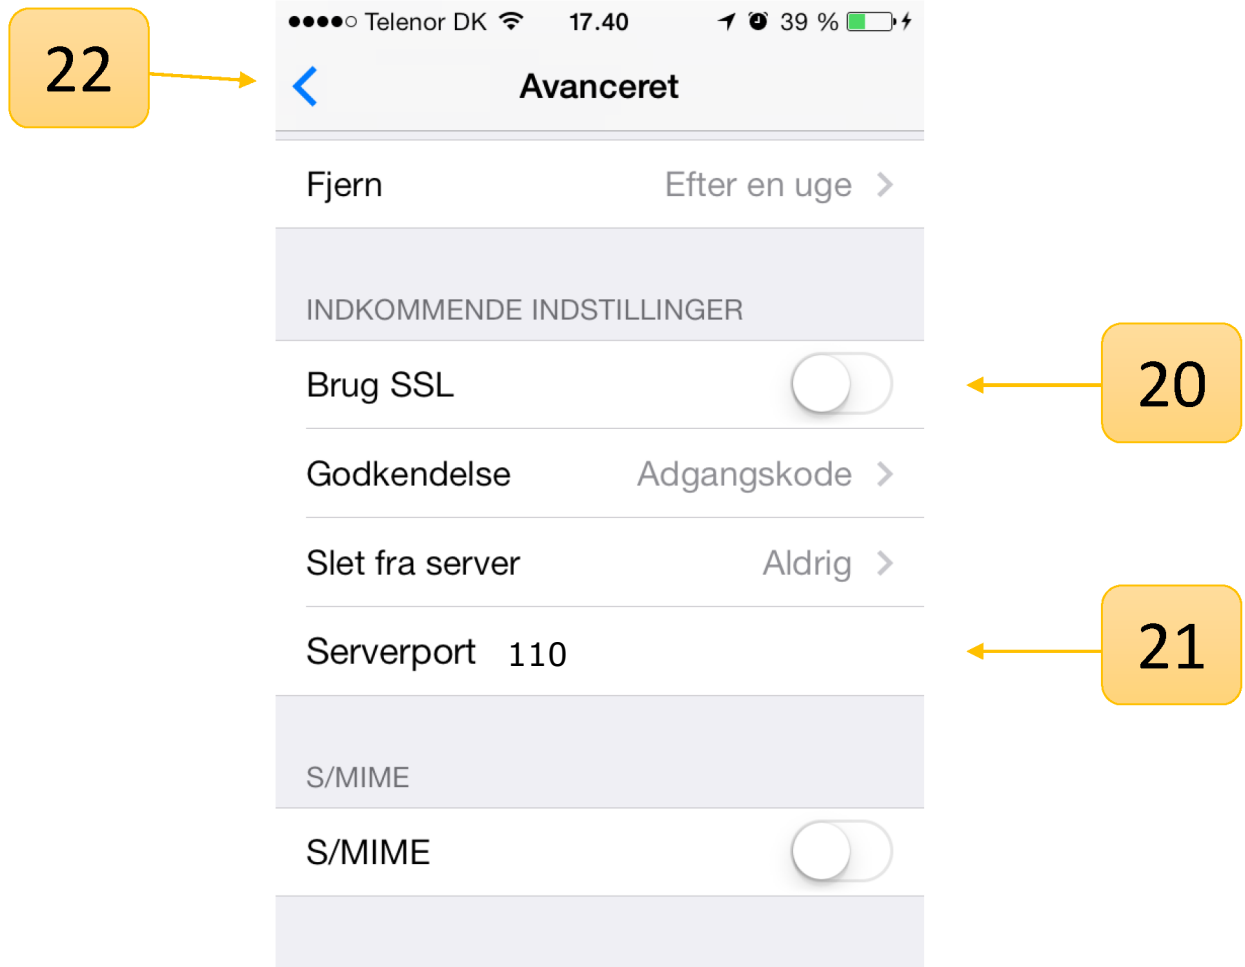 22
Telenor DK 17.40 39 %
Avanceret
Fjern Efter en uge
INDKOMMENDE INDSTILLINGER
Brug SSL
20
Godkendelse Adgangskode
Slet fra server Aldrig
Serverport 110
21
S/MIME
S/MIME